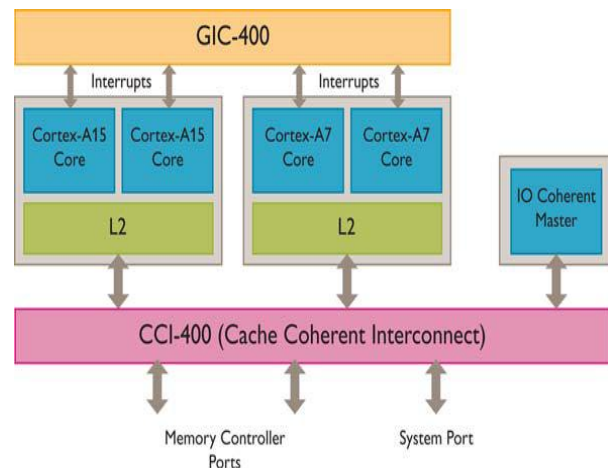 GIC-400
Interrupts
Interrupts
Cortex-A15
Core
Cortex-A15
Core
Cortex-A7
Core
Cortex-A7
Core
L2
L2
IO Coherent
Master
CCI-400 (Cache Coherent Interconnect)
Memory Controller
Ports
System Port